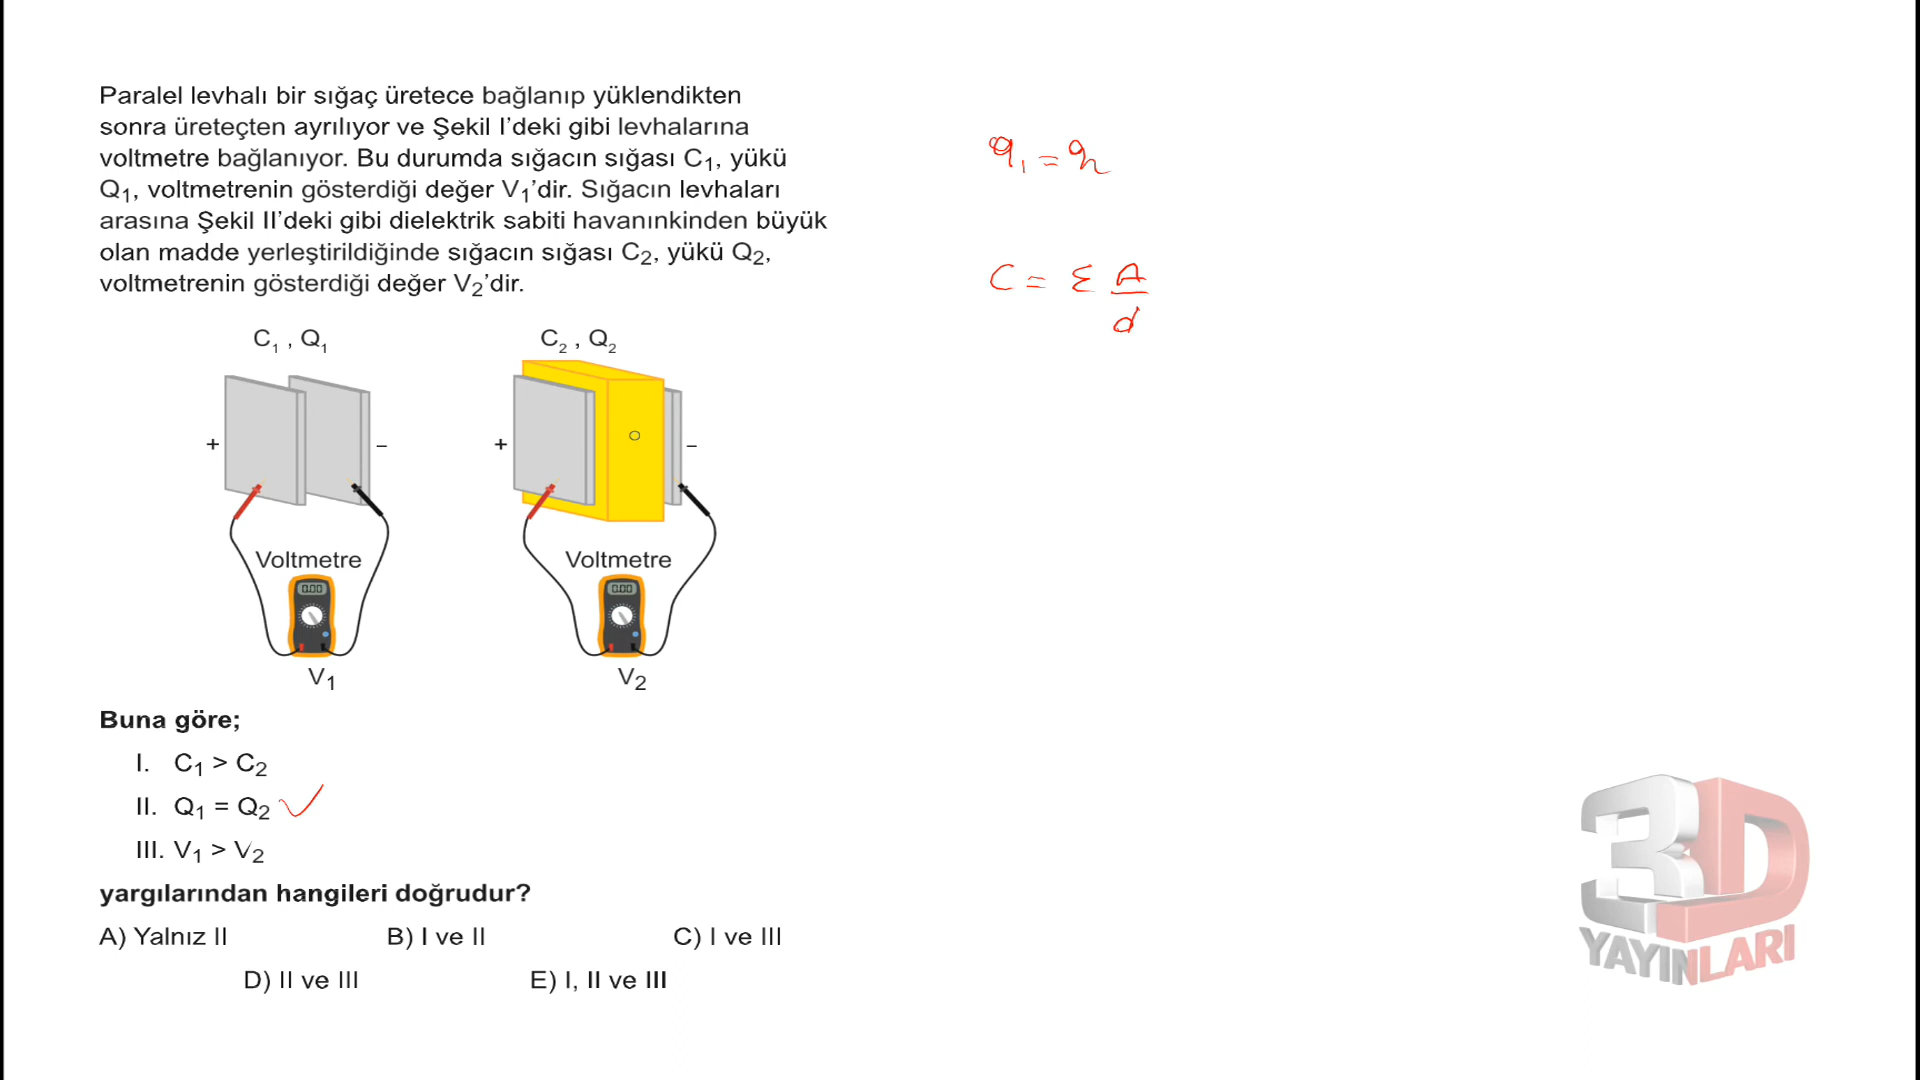 Paralel levhalı bir sığaç üretece bağlanıp yüklendikten
sonra üreteçten ayrılıyor ve Şekil I’deki gibi levhalarına
voltmetre bağlanıyor. Bu durumda sığacın sığası C₁, yükü
Q₁, voltmetrenin gösterdiği değer V₁’dir. Sığacın levhaları
arasına Şekil II’deki gibi dielektrik sabiti havanınkinden büyük
olan madde yerleştirildiğinde sığacın sığası C₂, yükü Q₂,
voltmetrenin gösterdiği değer V₂’dir.
q₁ = q₂
C = ε A/d
C₁ , Q₁
C₂ , Q₂
+ –
+ –
Voltmetre
Voltmetre
0.00
0.00
V₁
V₂
Buna göre;
I. C₁ > C₂
II. Q₁ = Q₂ ✓
III. V₁ > V₂
yargılarından hangileri doğrudur?
A) Yalnız II B) I ve II C) I ve III
D) II ve III E) I, II ve III
3D
YAYINLARI